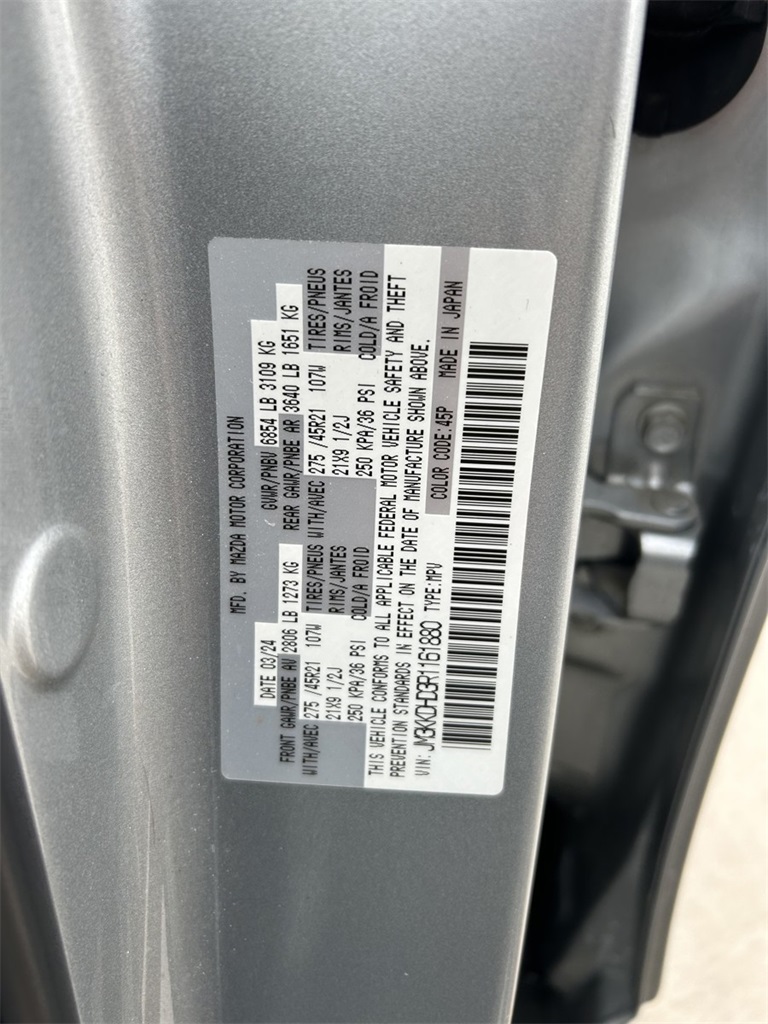 MFD. BY MAZDA MOTOR CORPORATION
DATE 03/24 GVWR/PNBV 6854 LB 3109 KG
FRONT GAWR/PNBE AV 2806 LB 1273 KG REAR GAWR/PNBE AR 3640 LB 1651 KG
WITH/AVEC 275 /45R21 107W TIRES/PNEUS WITH/AVEC 275 /45R21 107W TIRES/PNEUS
21X9 1/2J RIMS/JANTES 21X9 1/2J RIMS/JANTES
250 KPA/36 PSI COLD/A FROID 250 KPA/36 PSI COLD/A FROID
THIS VEHICLE CONFORMS TO ALL APPLICABLE FEDERAL MOTOR VEHICLE SAFETY AND THEFT
PREVENTION STANDARDS IN EFFECT ON THE DATE OF MANUFACTURE SHOWN ABOVE.
VIN: JM3KKDHD3R1161880 TYPE:MPV COLOR CODE:45P MADE IN JAPAN